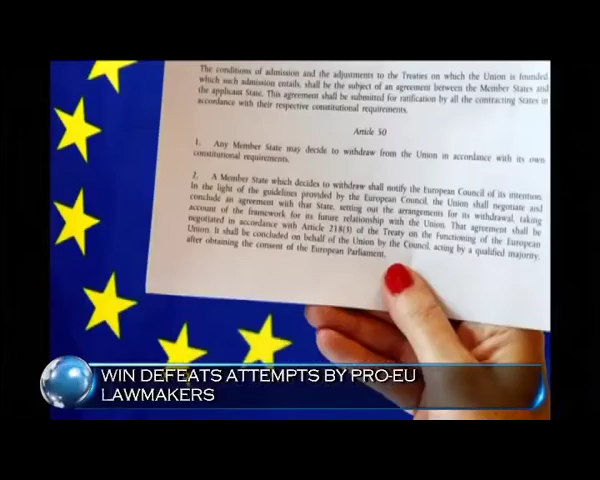 The conditions of admission and the adjustments to the Treaties on which the Union is founded,
which such admission entails, shall be the subject of an agreement between the Member States and
the applicant State. This agreement shall be submitted for ratification by all the contracting States in
accordance with their respective constitutional requirements.
Article 50
1. Any Member State may decide to withdraw from the Union in accordance with its own
constitutional requirements.
2. A Member State which decides to withdraw shall notify the European Council of its intention.
In the light of the guidelines provided by the European Council, the Union shall negotiate and
conclude an agreement with that State, setting out the arrangements for its withdrawal, taking
account of the framework for its future relationship with the Union. That agreement shall be
negotiated in accordance with Article 218(3) of the Treaty on the Functioning of the European
Union. It shall be concluded on behalf of the Union by the Council, acting by a qualified majority,
after obtaining the consent of the European Parliament.
WIN DEFEATS ATTEMPTS BY PRO-EU
LAWMAKERS